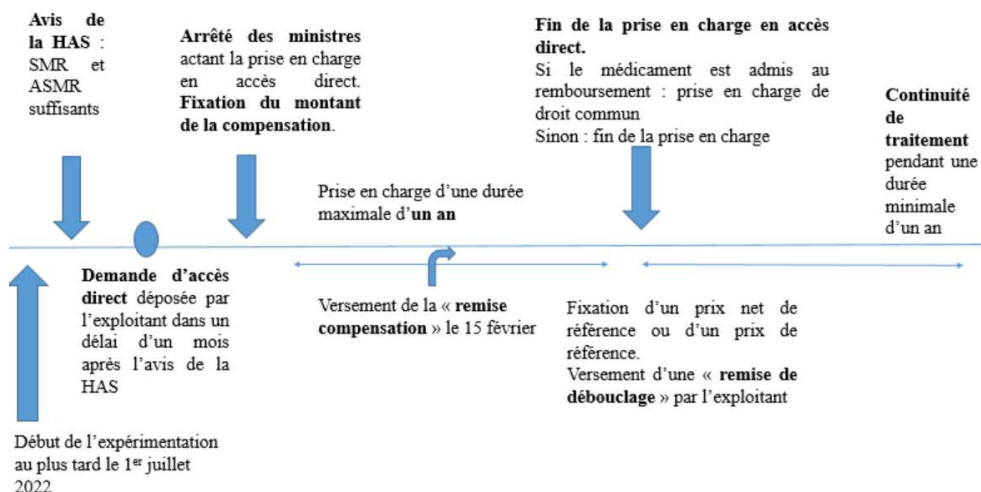 Avis de
la HAS :
SMR et
ASMR
suffisants
Arrêté des ministres
actant la prise en charge
en accès direct.
Fixation du montant
de la compensation.
Fin de la prise en charge en accès
direct.
Si le médicament est admis au
remboursement : prise en charge de
droit commun
Sinon : fin de la prise en charge
Continuité
de
traitement
pendant une
durée
minimale
d'un an
Prise en charge d'une durée
maximale d'un an
Demande d'accès
direct déposée par
l'exploitant dans un
délai d'un mois
après l'avis de la
HAS
Versement de la « remise
compensation » le 15 février
Fixation d'un prix net de
référence ou d'un prix de
référence.
Versement d'une « remise de
débouclage » par l'exploitant
Début de l'expérimentation
au plus tard le 1er juillet
2022